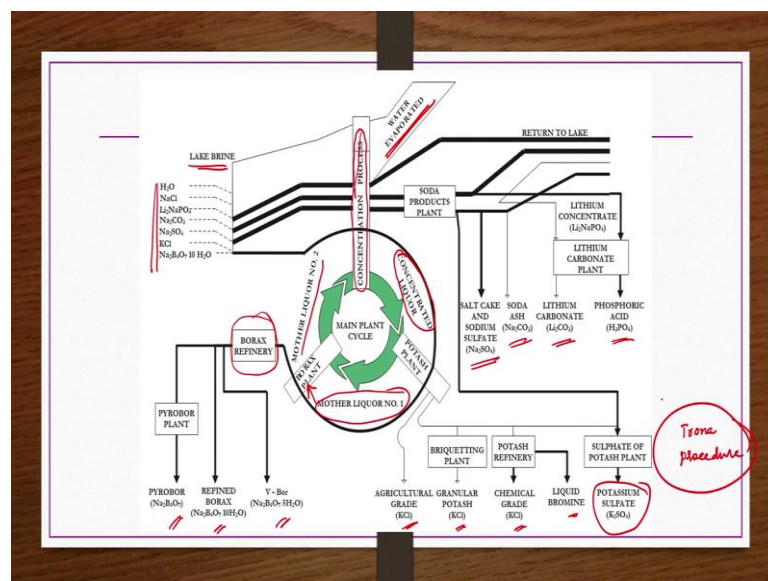 WATER
EVAPORATED
RETURN TO LAKE
LAKE BRINE
H₂O
NaCl
Li₂NaPO₄
Na₂CO₃
Na₂SO₄
KCl
Na₂B₄O₇ 10 H₂O
CONCENTRATION PROCESS
SODA
PRODUCTS
PLANT
LITHIUM
CONCENTRATE
(Li₂NaPO₄)
LITHIUM
CARBONATE
PLANT
MOTHER LIQUOR NO. 2
CONCENTRATED
LIQUOR
MAIN PLANT
CYCLE
SALT CAKE
AND
SODIUM
SULFATE
(Na₂SO₄)
SODA
ASH
(Na₂CO₃)
LITHIUM
CARBONATE
(Li₂CO₃)
PHOSPHORIC
ACID
(H₃PO₄)
BORAX
REFINERY
BORAX
PLANT
POTASH
PLANT
MOTHER LIQUOR NO. 1
PYROBOR
PLANT
BRIQUETTING
PLANT
POTASH
REFINERY
SULPHATE OF
POTASH PLANT
Trona
procedure
PYROBOR
(Na₂B₄O₇)
REFINED
BORAX
(Na₂B₄O₇ 10H₂O)
V - Bor
(Na₂B₄O₇ 5H₂O)
AGRICULTURAL
GRADE
(KCl)
GRANULAR
POTASH
(KCl)
CHEMICAL
GRADE
(KCl)
LIQUID
BROMINE
POTASSIUM
SULFATE
(K₂SO₄)